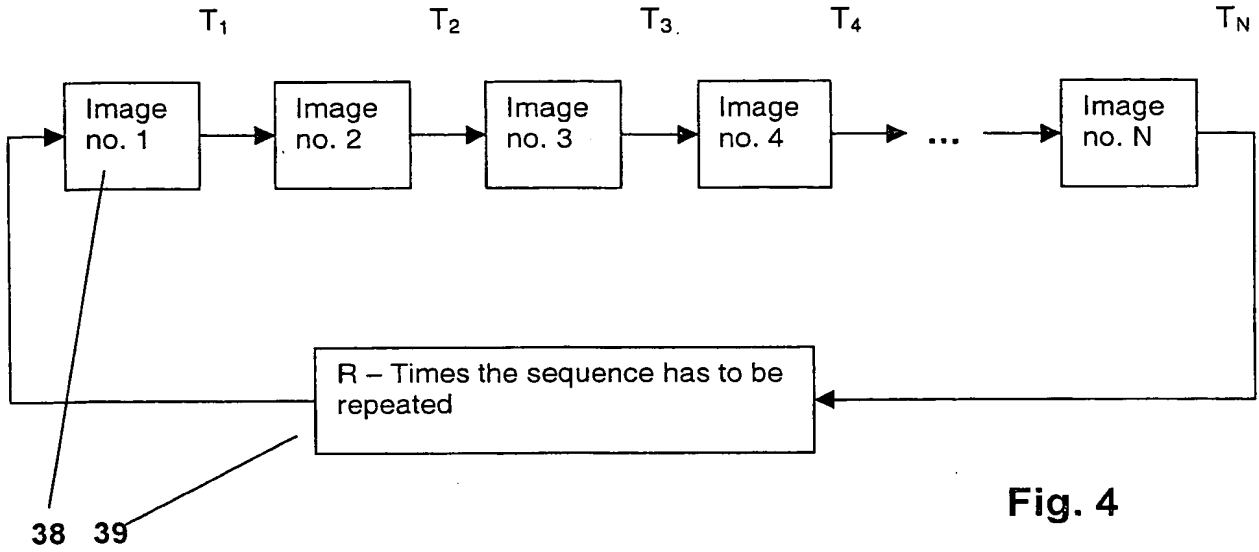 T₁ T₂ T₃ T₄ T_N
Image
no. 1
Image
no. 2
Image
no. 3
Image
no. 4
...
Image
no. N
R – Times the sequence has to be
repeated
Fig. 4
38 39